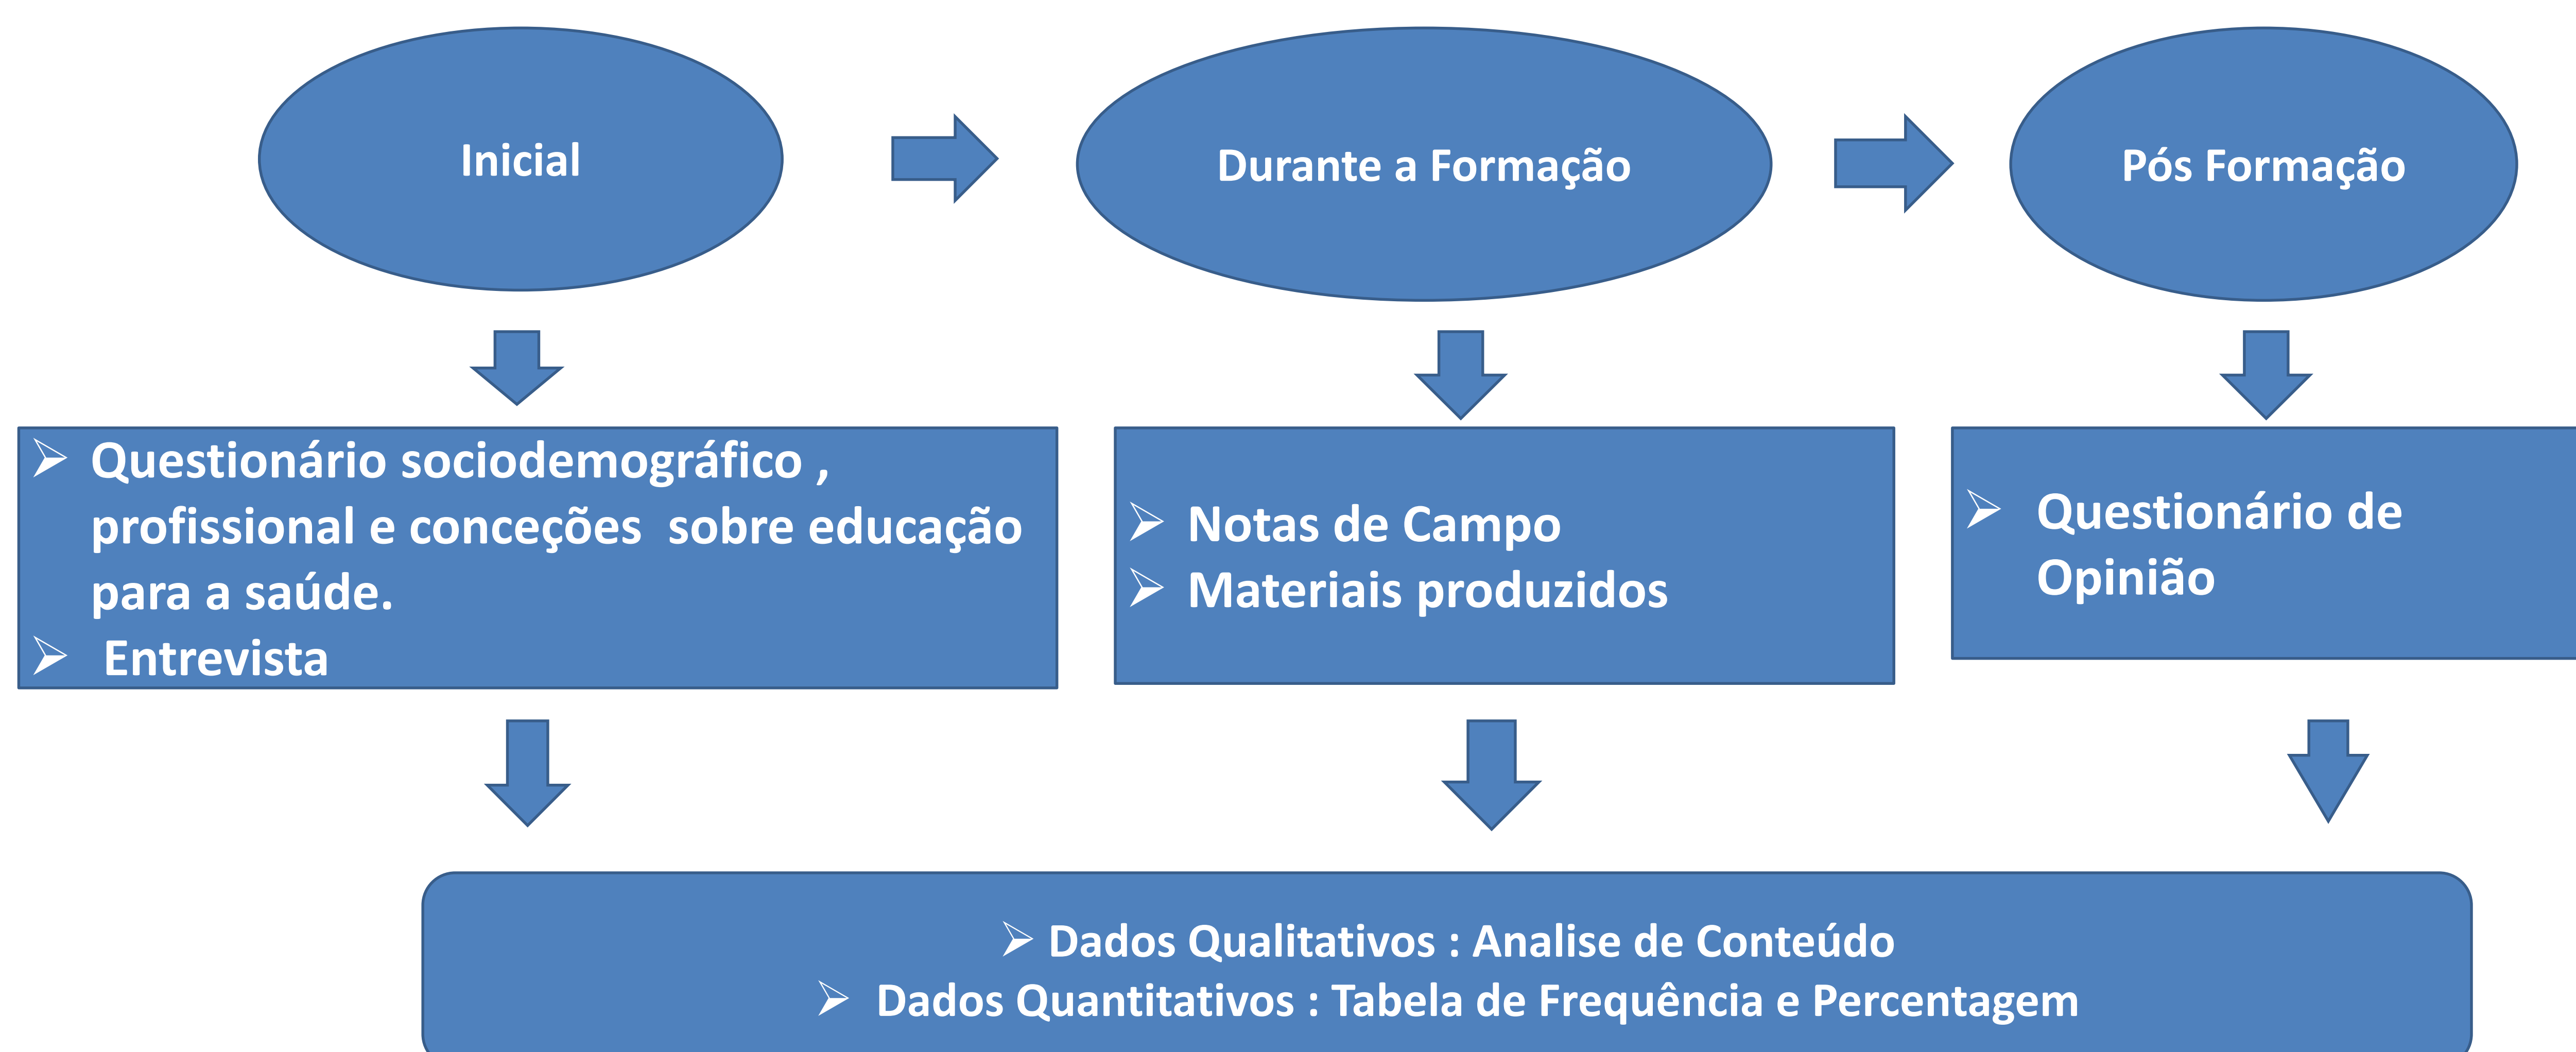 Inicial
Durante a Formação
Pós Formação
Questionário sociodemográfico ,
profissional e conceções  sobre educação
para a saúde.
Entrevista
Notas de Campo
Materiais produzidos
Questionário de
Opinião
Dados Qualitativos : Analise de Conteúdo
Dados Quantitativos : Tabela de Frequência e Percentagem